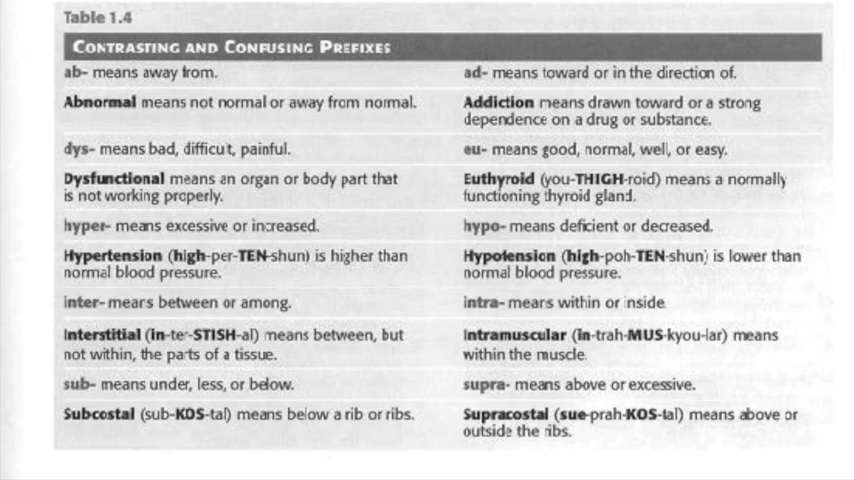 Table 1.4
CONTRASTING AND CONFUSING PREFIXES
ab- means away from.
ad- means toward or in the direction of.
Abnormal means not normal or away from normal.
Addiction means drawn toward or a strong
dependence on a drug or substance.
dys- means bad, difficult, painful.
eu- means good, normal, well, or easy.
Dysfunctional means an organ or body part that
is not working properly.
Euthyroid (you-THIGH-roid) means a normally
functioning thyroid gland.
hyper- means excessive or increased.
hypo- means deficient or decreased.
Hypertension (high-per-TEN-shun) is higher than
normal blood pressure.
Hypotension (high-poh-TEN-shun) is lower than
normal blood pressure.
inter- means between or among.
intra- means within or inside.
Interstitial (in-ter-STISH-al) means between, but
not within, the parts of a tissue.
Intramuscular (in-trah-MUS-kyou-lar) means
within the muscle.
sub- means under, less, or below.
supra- means above or excessive.
Subcostal (sub-KOS-tal) means below a rib or ribs.
Supracostal (sue-prah-KOS-tal) means above or
outside the ribs.